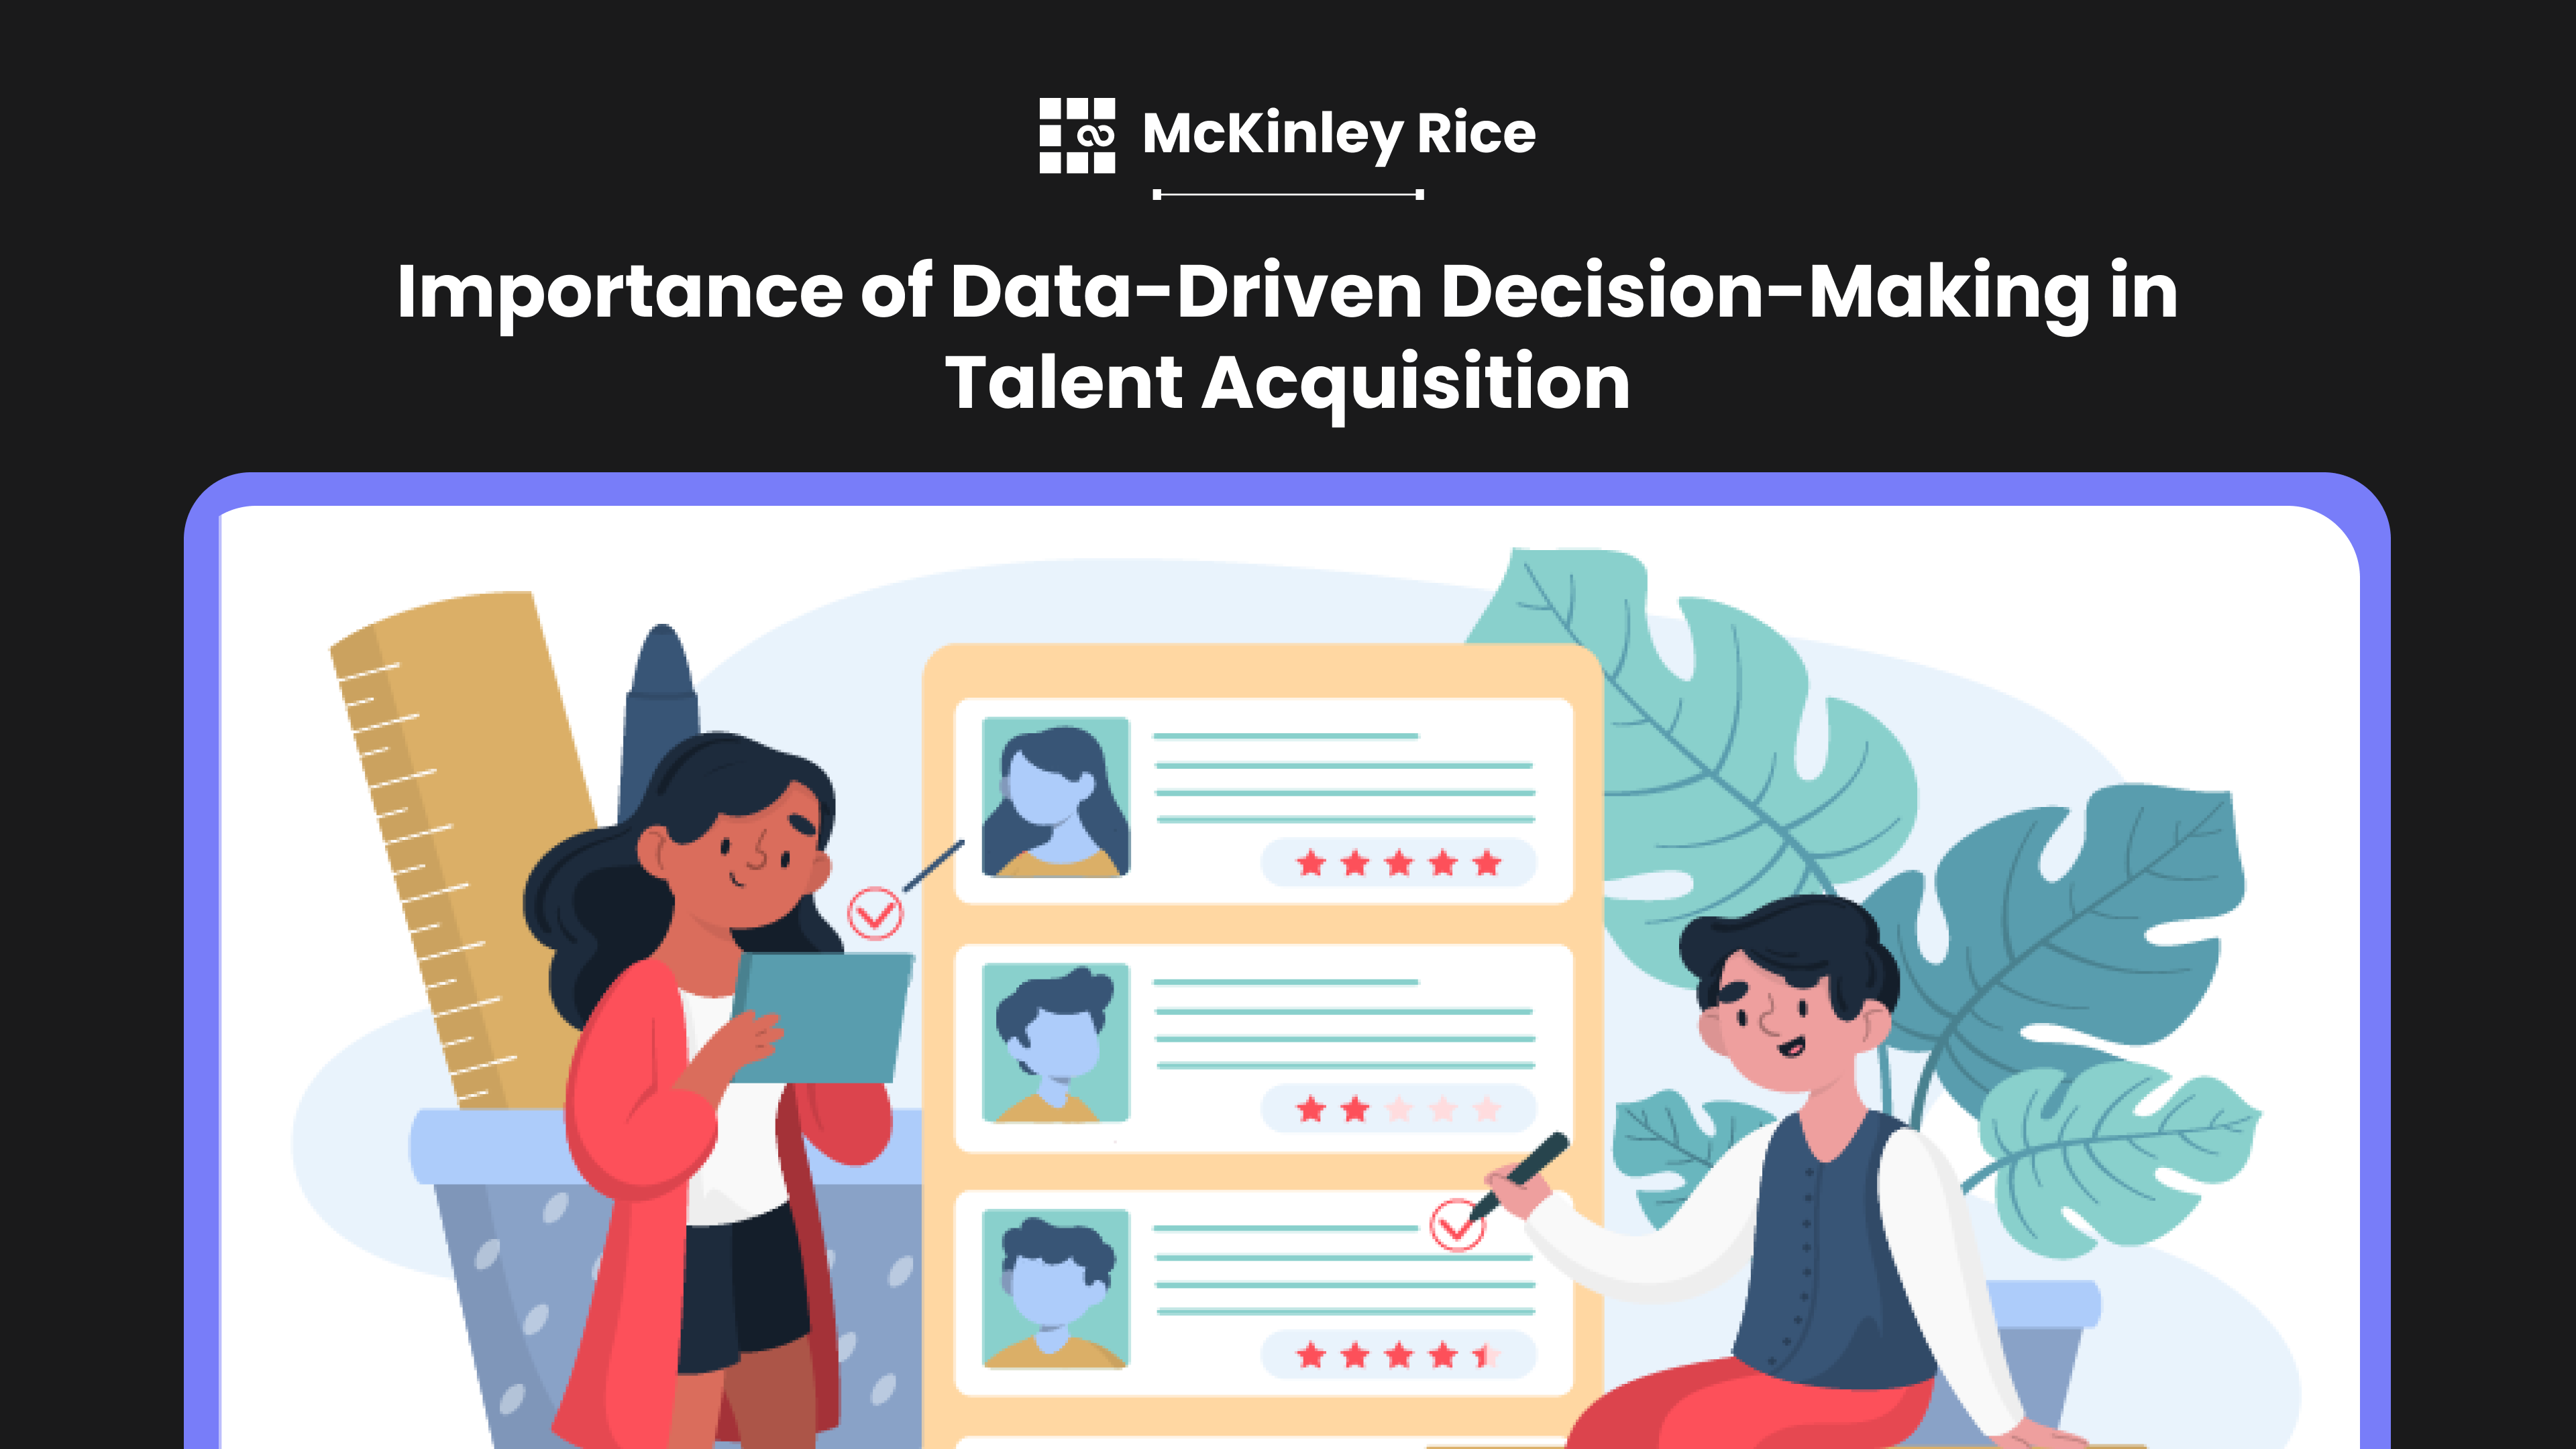 McKinley Rice
Importance of Data-Driven Decision-Making in
Talent Acquisition